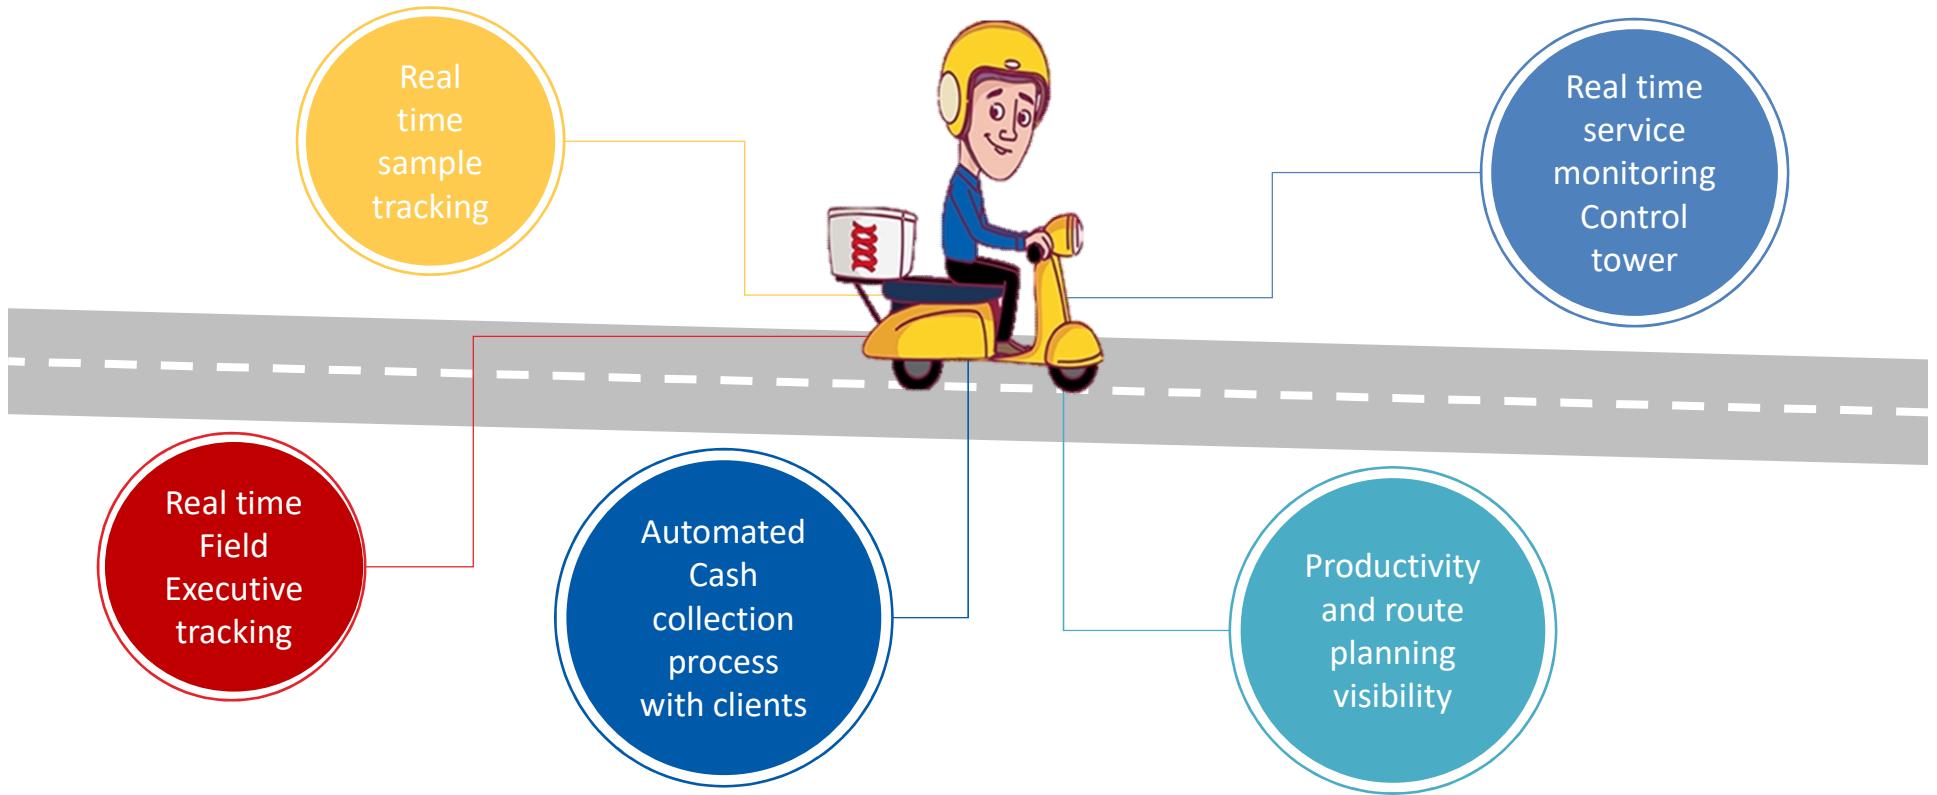 Real
time
sample
tracking
Real time
service
monitoring
Control
tower
Real time
Field
Executive
tracking
Automated
Cash
collection
process
with clients
Productivity
and route
planning
visibility